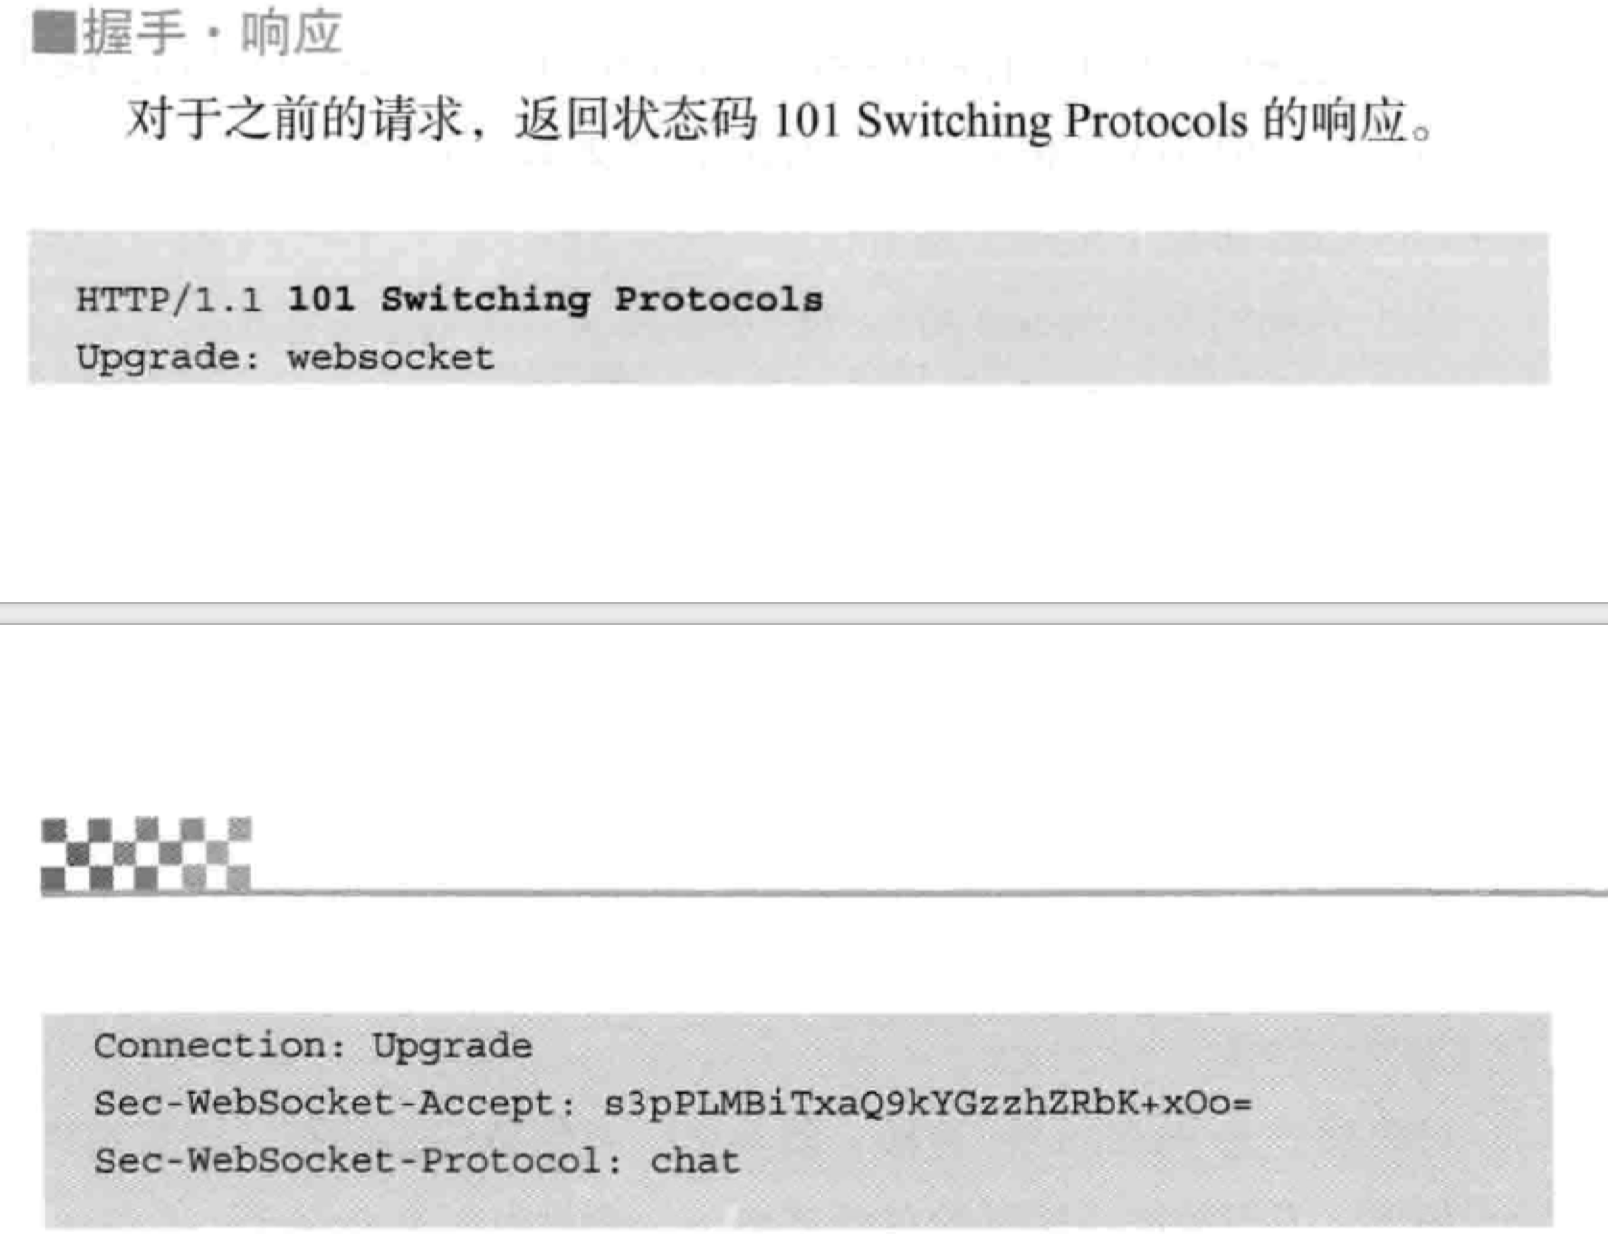 ■握手·响应
对于之前的请求，返回状态码 101 Switching Protocols 的响应。
HTTP/1.1 101 Switching Protocols
Upgrade: websocket
Connection: Upgrade
Sec-WebSocket-Accept: s3pPLMBiTxaQ9kYGzzhZRbK+xOo=
Sec-WebSocket-Protocol: chat